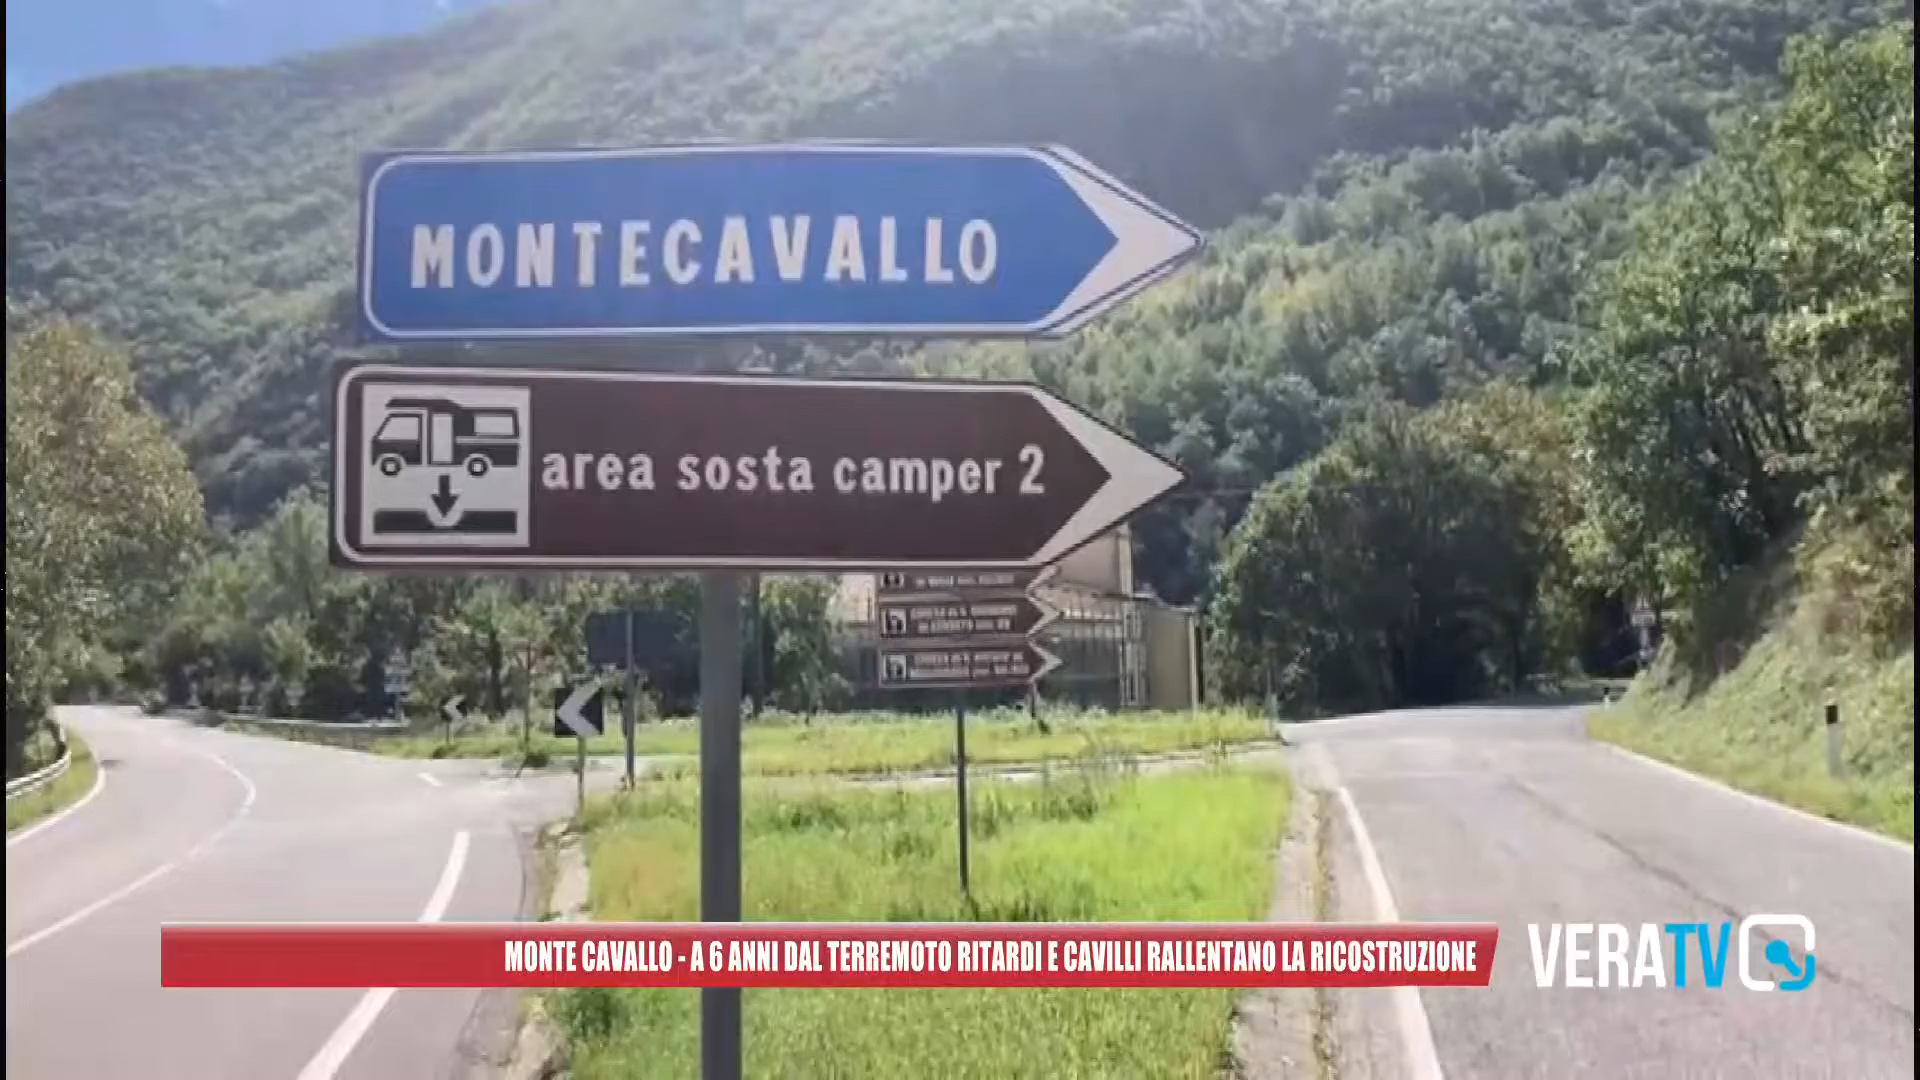 MONTECAVALLO
area sosta camper 2
MONTE CAVALLO - A 6 ANNI DAL TERREMOTO RITARDI E CAVILLI RALLENTANO LA RICOSTRUZIONE
VERATV